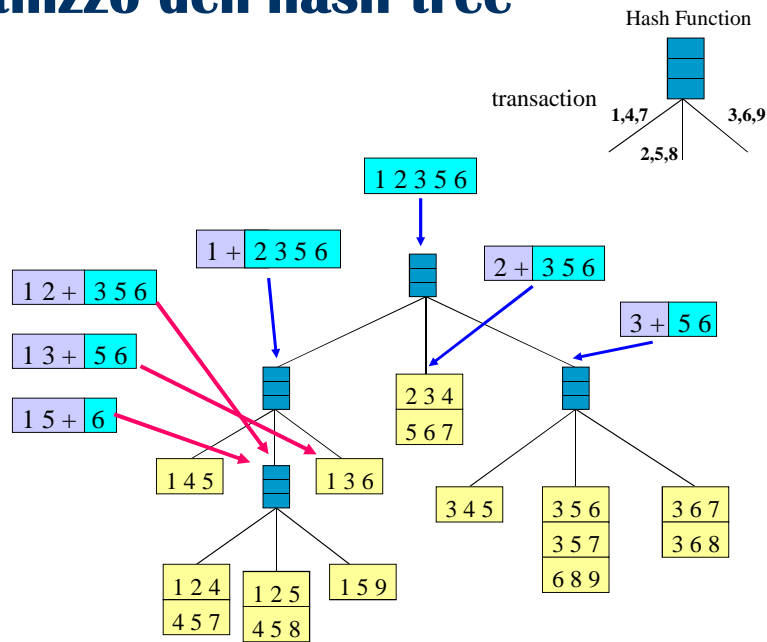 Hash Function
transaction
1,4,7
3,6,9
2,5,8
1 2 3 5 6
1 + 2 3 5 6
2 + 3 5 6
1 2 + 3 5 6
3 + 5 6
1 3 + 5 6
1 5 + 6
2 3 4
5 6 7
1 4 5
1 3 6
3 4 5
3 5 6
3 5 7
6 8 9
3 6 7
3 6 8
1 2 4
4 5 7
1 2 5
4 5 8
1 5 9